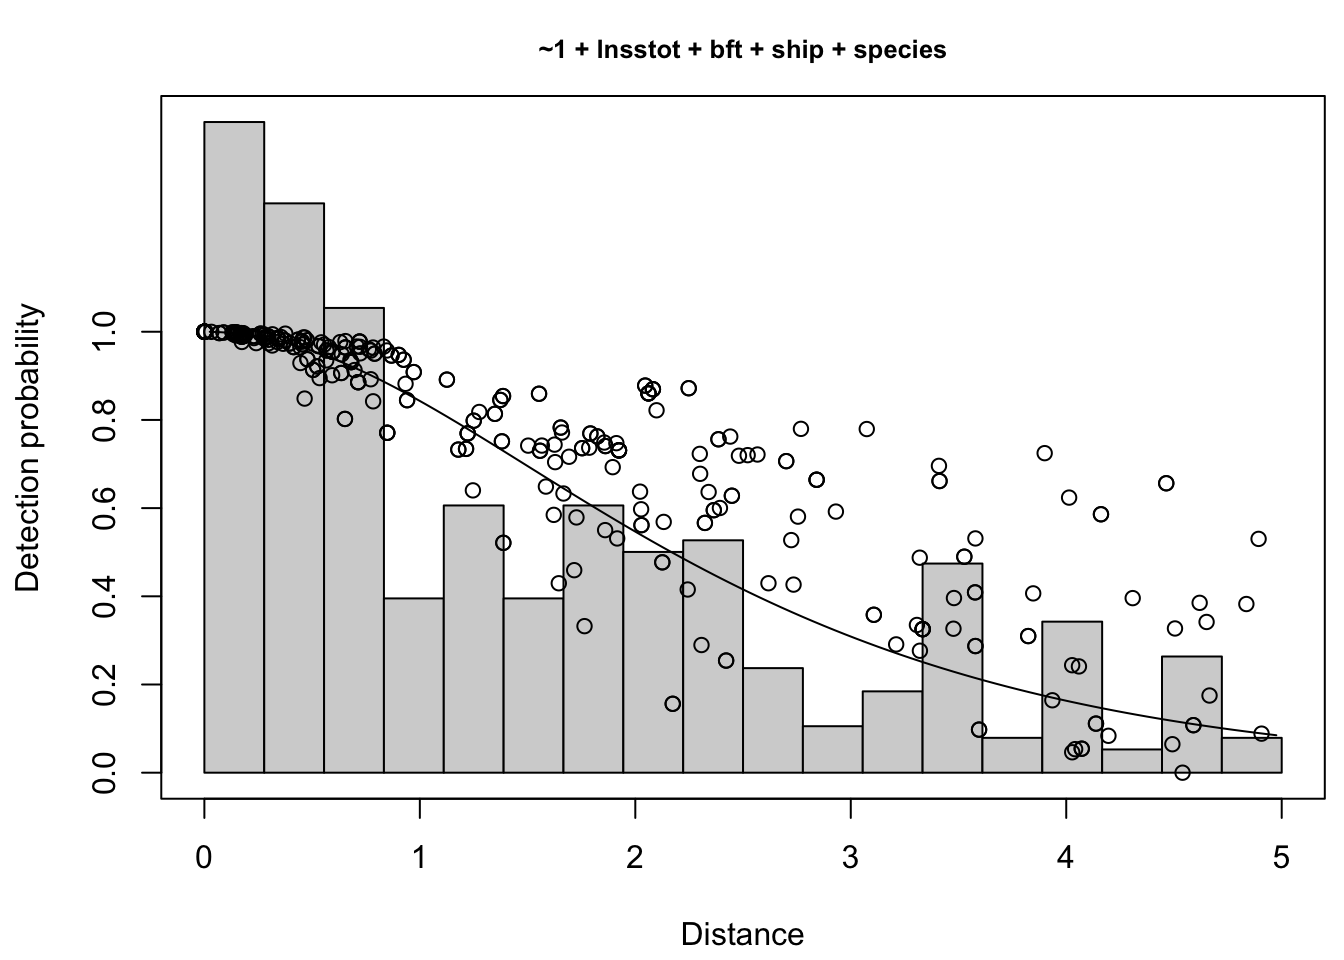 ~1 + lnsstot + bft + ship + species
Detection probability
1.0
0.8
0.6
0.4
0.2
0.0
0 1 2 3 4 5
Distance